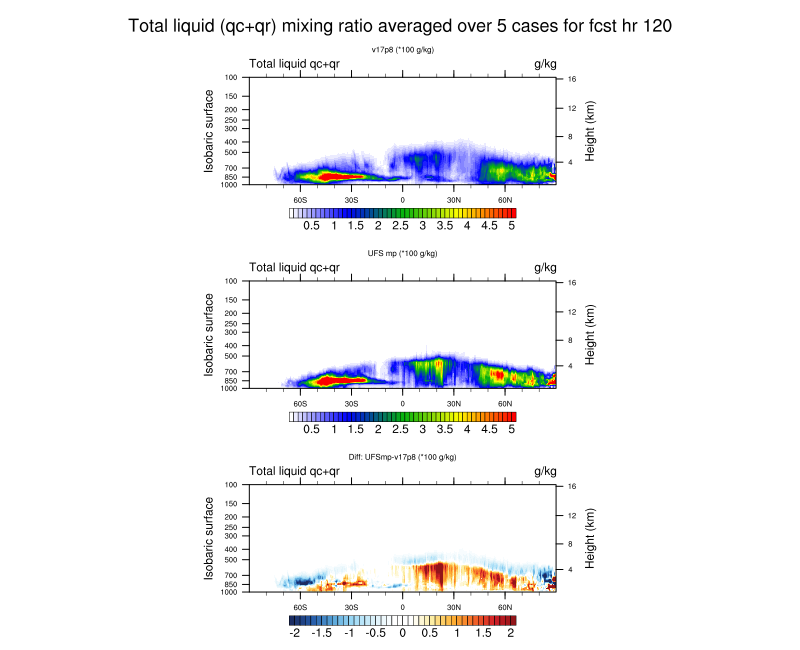 Total liquid (qc+qr) mixing ratio averaged over 5 cases for fcst hr 120
v17p8 (*100 g/kg)
Total liquid qc+qr g/kg
Isobaric surface
100
150
200
250
300
400
500
700
850
1000
16
12
8
4
Height (km)
60S 30S 0 30N 60N
0.5 1 1.5 2 2.5 3 3.5 4 4.5 5
UFS mp (*100 g/kg)
Total liquid qc+qr g/kg
Isobaric surface
100
150
200
250
300
400
500
700
850
1000
16
12
8
4
Height (km)
60S 30S 0 30N 60N
0.5 1 1.5 2 2.5 3 3.5 4 4.5 5
Diff: UFSmp-v17p8 (*100 g/kg)
Total liquid qc+qr g/kg
Isobaric surface
100
150
200
250
300
400
500
700
850
1000
16
12
8
4
Height (km)
60S 30S 0 30N 60N
-2 -1.5 -1 -0.5 0 0.5 1 1.5 2